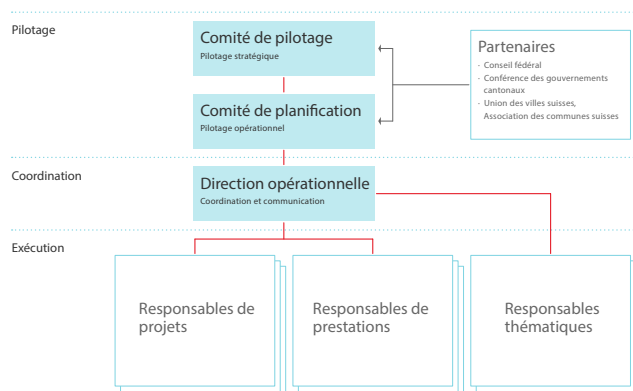 Pilotage
Comité de pilotage
Pilotage stratégique
Partenaires
· Conseil fédéral
· Conférence des gouvernements
cantonaux
· Union des villes suisses,
Association des communes suisses
Comité de planification
Pilotage opérationnel
Coordination
Direction opérationnelle
Coordination et communication
Exécution
Responsables de
projets
Responsables de
prestations
Responsables
thématiques